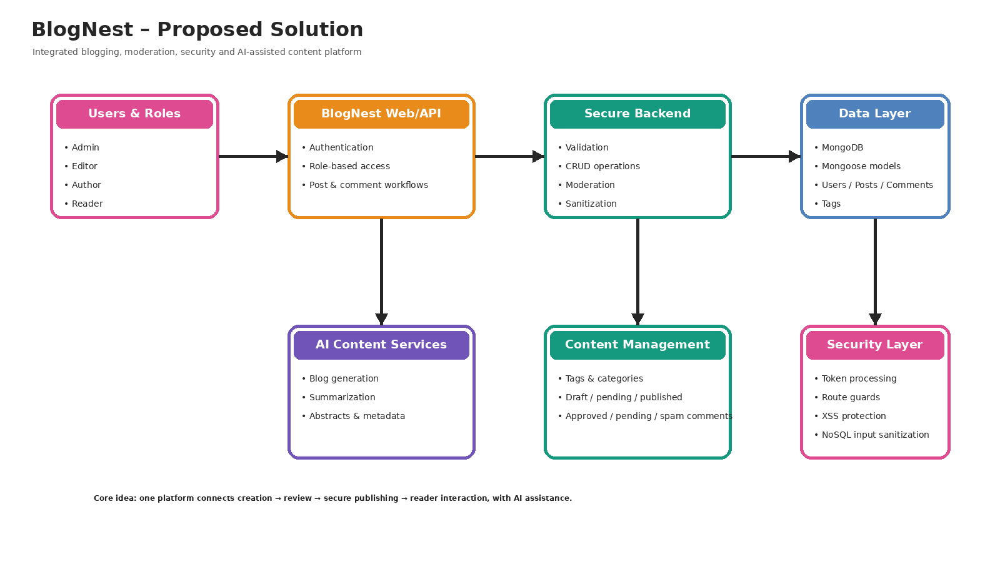 BlogNest – Proposed Solution
Integrated blogging, moderation, security and AI-assisted content platform
Users & Roles
• Admin
• Editor
• Author
• Reader
BlogNest Web/API
• Authentication
• Role-based access
• Post & comment workflows
Secure Backend
• Validation
• CRUD operations
• Moderation
• Sanitization
Data Layer
• MongoDB
• Mongoose models
• Users / Posts / Comments
• Tags
AI Content Services
• Blog generation
• Summarization
• Abstracts & metadata
Content Management
• Tags & categories
• Draft / pending / published
• Approved / pending / spam comments
Security Layer
• Token processing
• Route guards
• XSS protection
• NoSQL input sanitization
Core idea: one platform connects creation → review → secure publishing → reader interaction, with AI assistance.